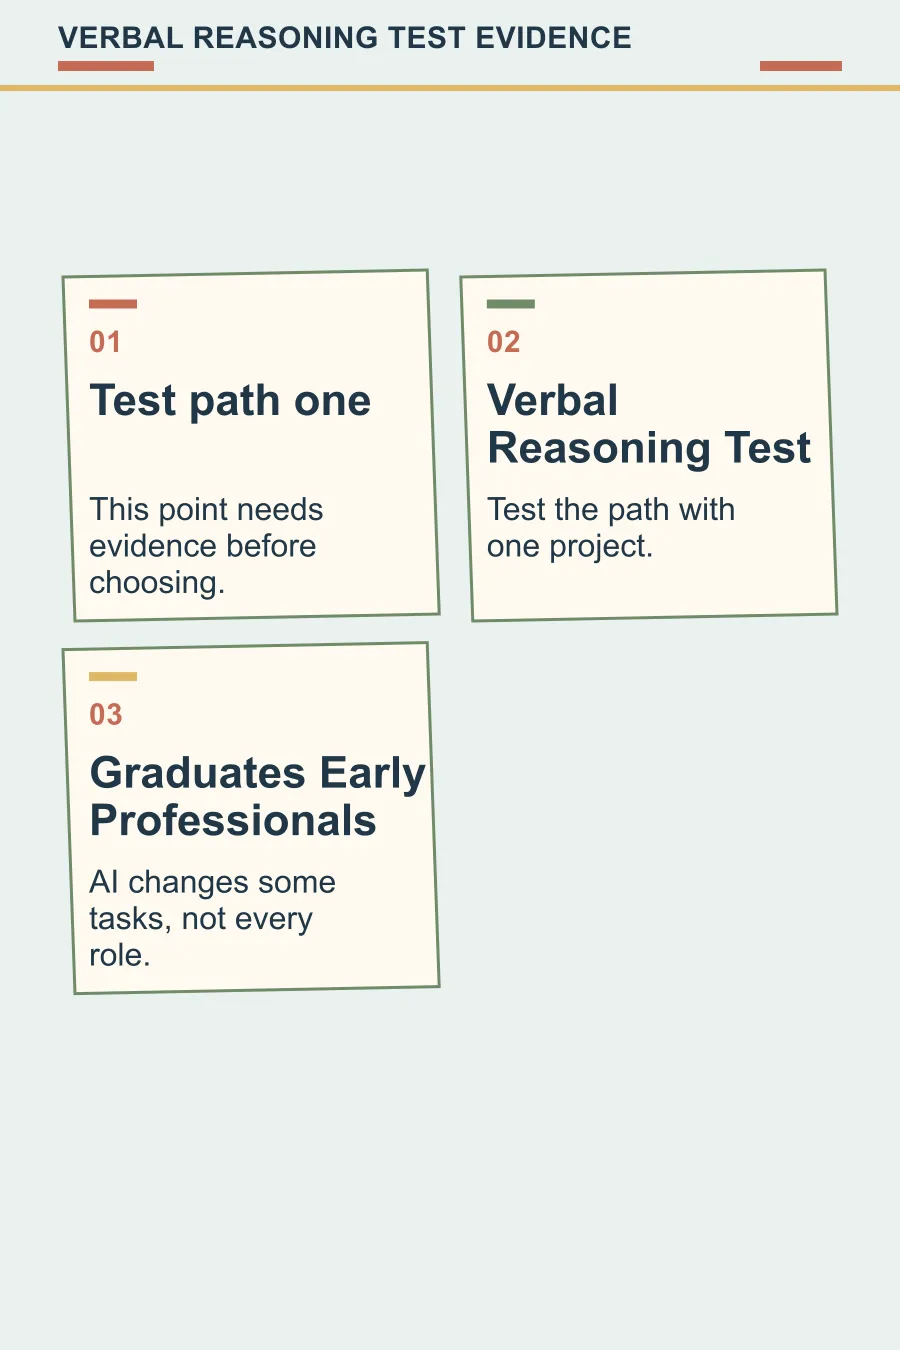 VERBAL REASONING TEST EVIDENCE
01
Test path one
This point needs
evidence before
choosing.
02
Verbal
Reasoning Test
Test the path with
one project.
03
Graduates Early
Professionals
AI changes some
tasks, not every
role.